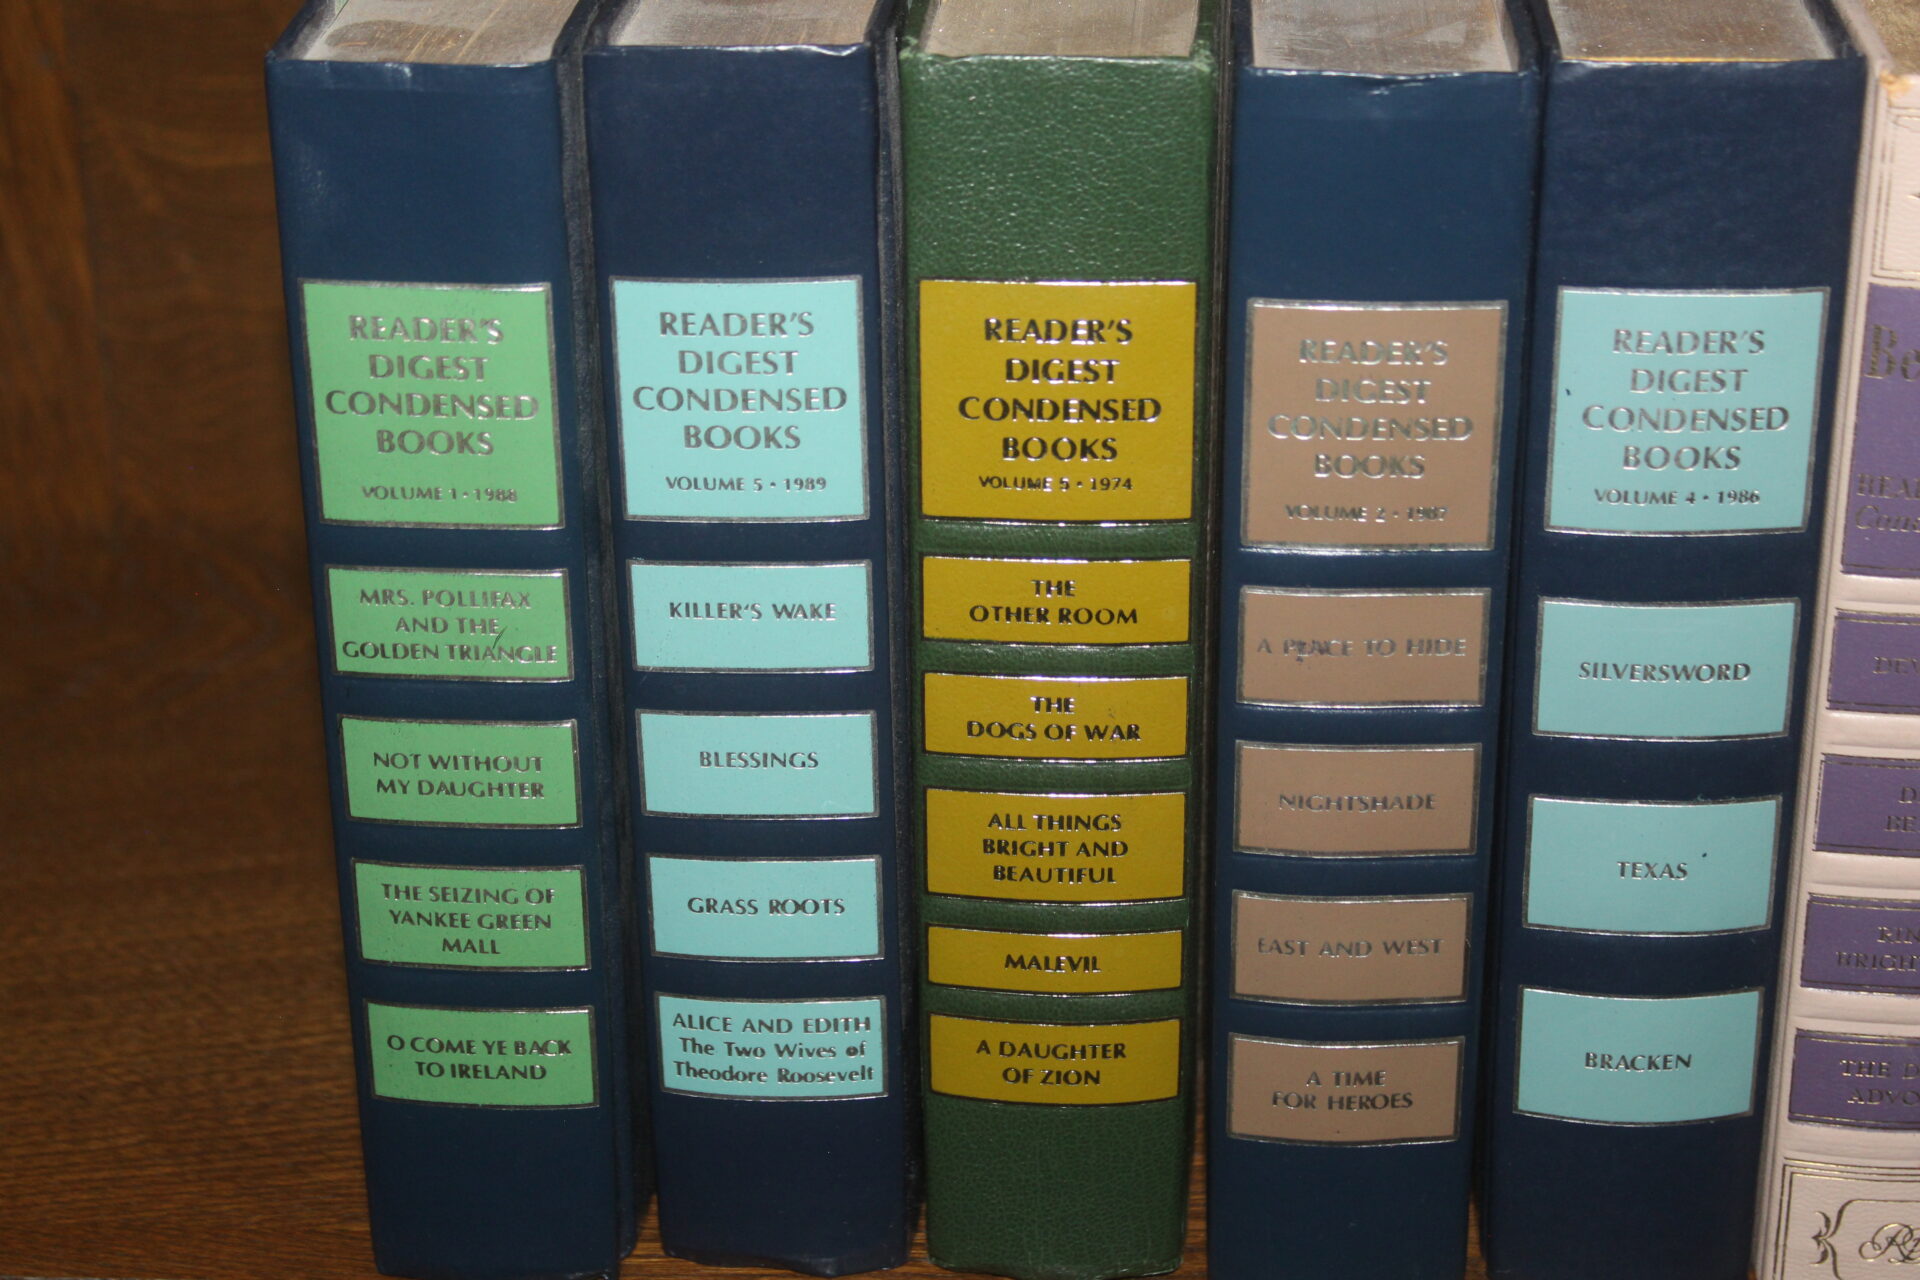 READER'S
DIGEST
CONDENSED
BOOKS
VOLUME 1 • 1988
MRS. POLLIFAX
AND THE
GOLDEN TRIANGLE
NOT WITHOUT
MY DAUGHTER
THE SEIZING OF
YANKEE GREEN
MALL
O COME YE BACK
TO IRELAND
READER'S
DIGEST
CONDENSED
BOOKS
VOLUME 5 • 1989
KILLER'S WAKE
BLESSINGS
GRASS ROOTS
ALICE AND EDITH
The Two Wives of
Theodore Roosevelt
READER'S
DIGEST
CONDENSED
BOOKS
VOLUME 5 • 1974
THE
OTHER ROOM
THE
DOGS OF WAR
ALL THINGS
BRIGHT AND
BEAUTIFUL
MALEVIL
A DAUGHTER
OF ZION
READER'S
DIGEST
CONDENSED
BOOKS
VOLUME 2 • 1987
A PLACE TO HIDE
NIGHTSHADE
EAST AND WEST
A TIME
FOR HEROES
READER'S
DIGEST
CONDENSED
BOOKS
VOLUME 4 • 1986
SILVERSWORD
TEXAS
BRACKEN
THE